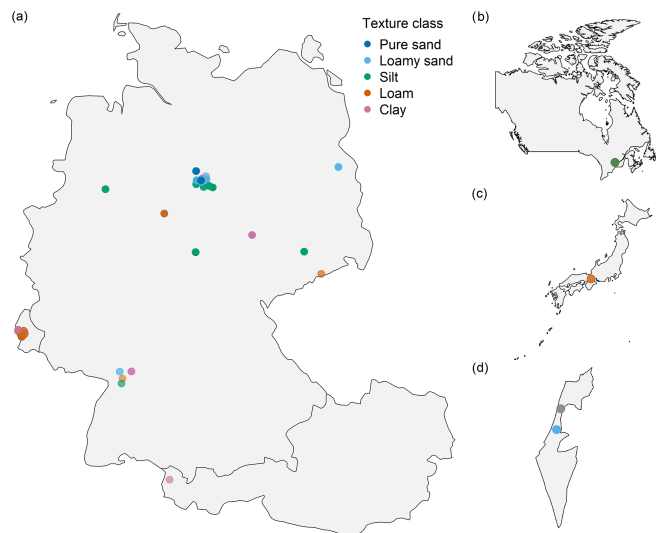 (a)
Texture class
Pure sand
Loamy sand
Silt
Loam
Clay
(b)
(c)
(d)